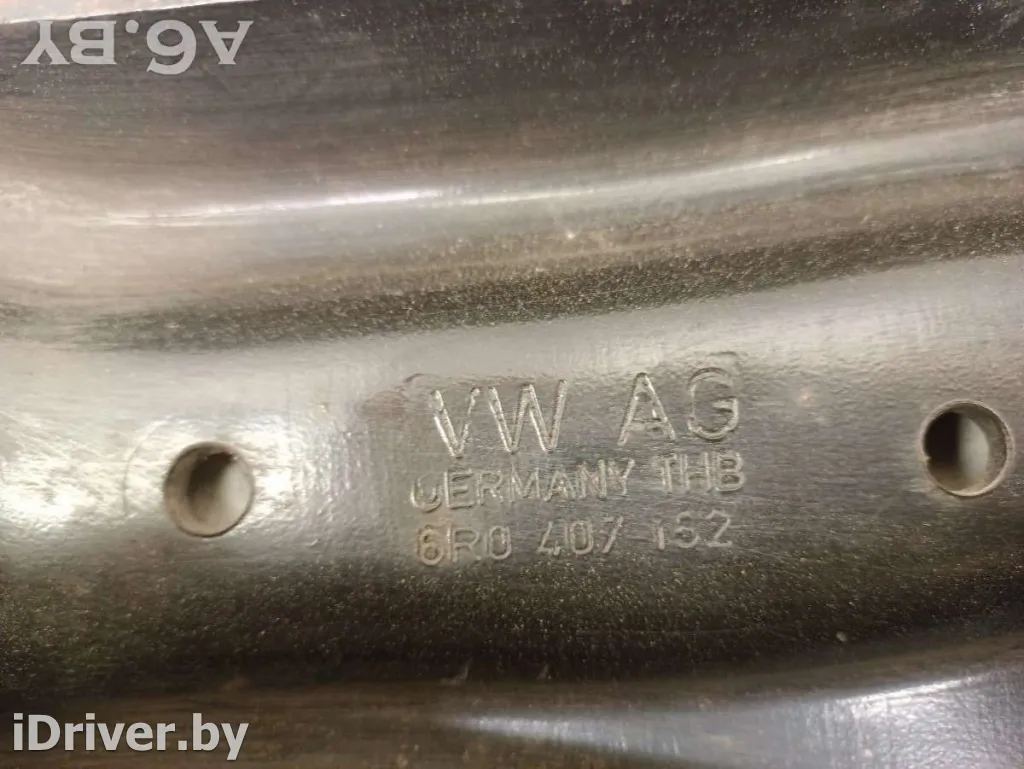 A6.BY
VW AG
GERMANY THB
6R0 407 152
iDriver.by